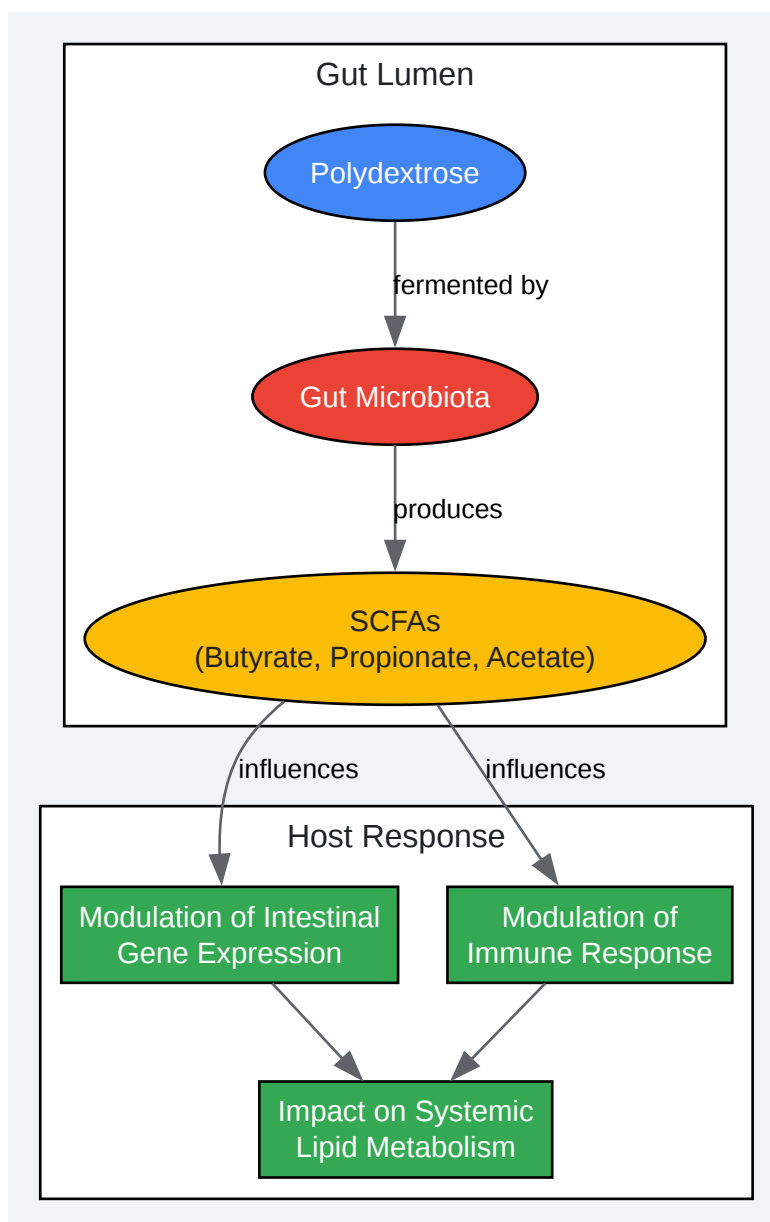 Gut Lumen
Polydextrose
fermented by
Gut Microbiota
produces
SCFAs
(Butyrate, Propionate, Acetate)
influences
influences
Host Response
Modulation of Intestinal
Gene Expression
Modulation of
Immune Response
Impact on Systemic
Lipid Metabolism